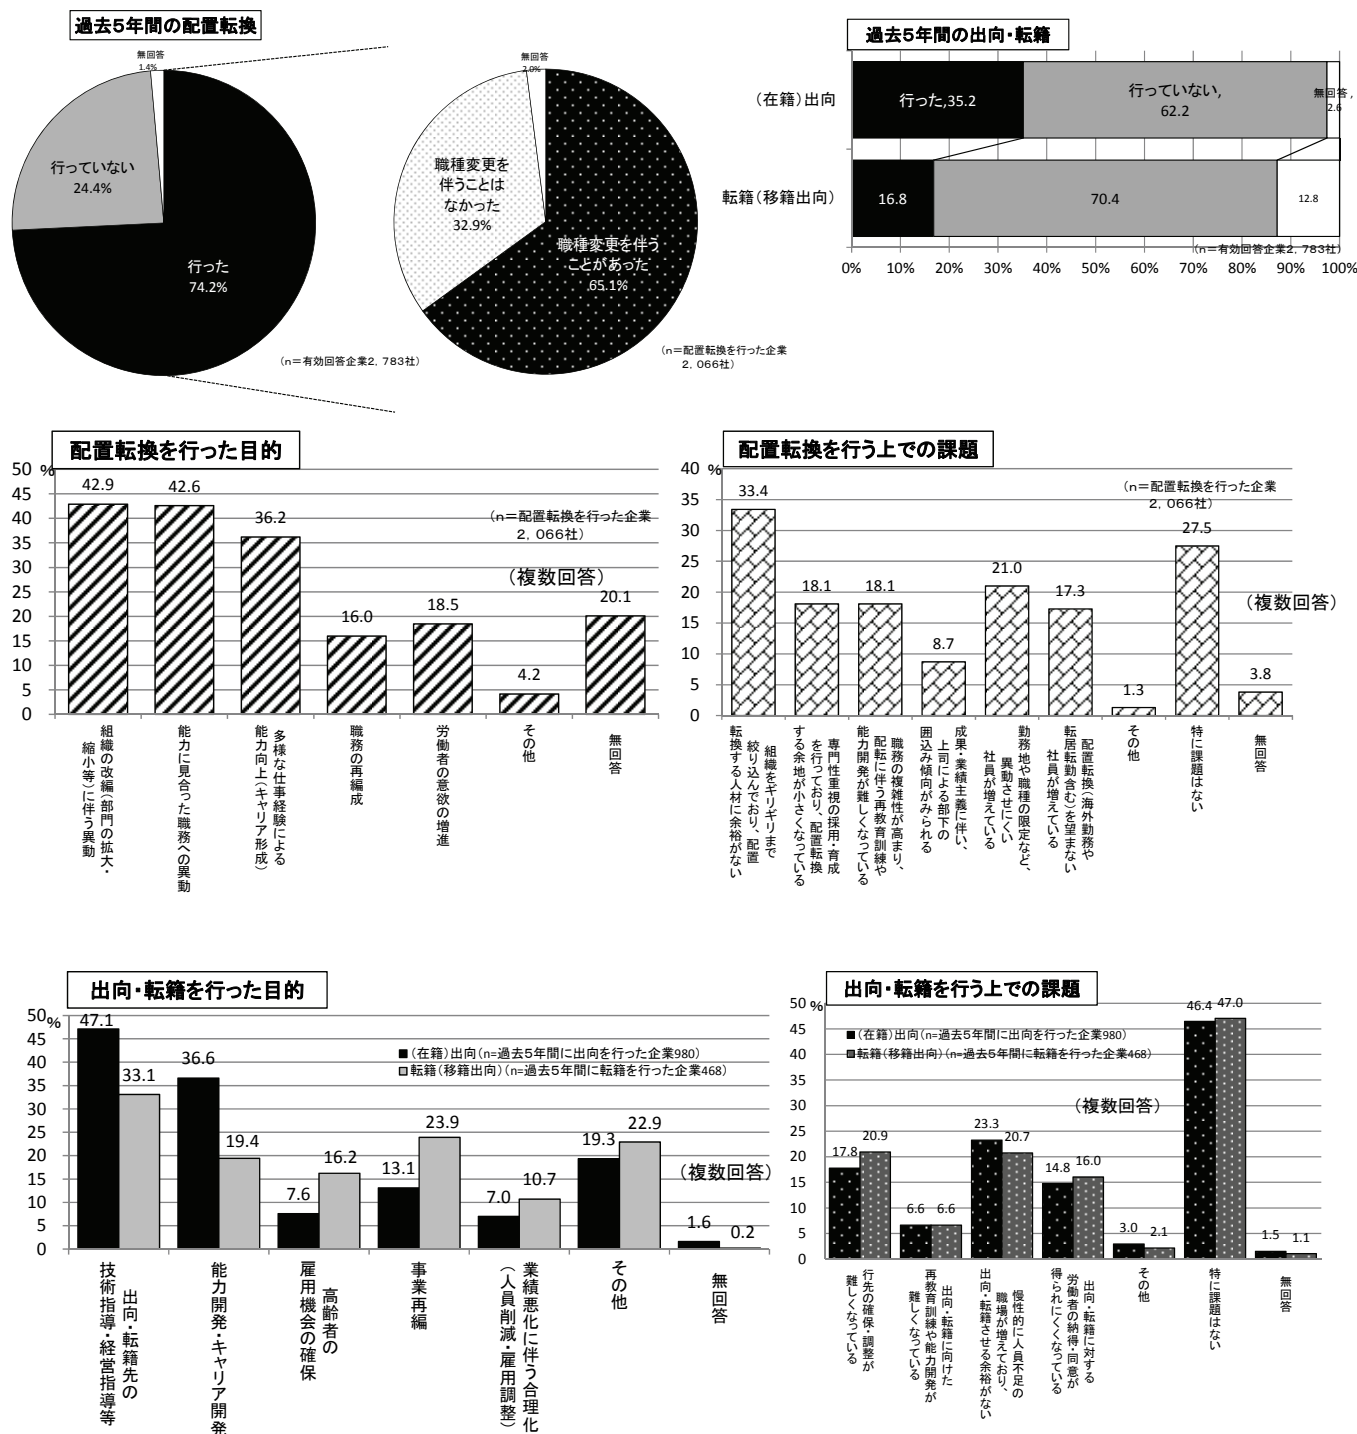 過去5年間の配置転換
無回答
1.4%
行っていない
24.4%
行った
74.2%
(n=有効回答企業2,783社)
無回答
2.0%
職種変更を
伴うことは
なかった
32.9%
職種変更を伴う
ことがあった
65.1%
(n=配置転換を行った企業
2,066社)
過去5年間の出向・転籍
(在籍)出向
行った,35.2
行っていない,
62.2
無回答,
2.6
転籍(移籍出向)
16.8
70.4
12.8
(n=有効回答企業2,783社)
0% 10% 20% 30% 40% 50% 60% 70% 80% 90% 100%
配置転換を行った目的
%
50
45
40
35
30
25
20
15
10
5
0
42.9
42.6
36.2
16.0
18.5
4.2
20.1
(n=配置転換を行った企業
2,066社)
(複数回答)
組織の改編(部門の拡大・
縮小等)に伴う異動
能力に見合った職務への異動
多様な仕事経験による
能力向上(キャリア形成)
職務の再編成
労働者の意欲の増進
その他
無回答
配置転換を行う上での課題
%
40
35
30
25
20
15
10
5
0
33.4
18.1
18.1
8.7
21.0
17.3
1.3
27.5
3.8
(n=配置転換を行った企業
2,066社)
(複数回答)
組織をギリギリまで
絞り込んでおり、配置
転換する人材に余裕がない
専門性重視の採用・育成
を行っており、配置転換
する余地が小さくなっている
職務の複雑性が高まり、
配転に伴う再教育訓練や
能力開発が難しくなっている
成果・業績主義に伴い、
上司による部下の
囲込み傾向がみられる
勤務地や職種の限定など、
異動させにくい
社員が増えている
配置転換(海外勤務や
転居転勤含む)を望まない
社員が増えている
その他
特に課題はない
無回答
出向・転籍を行った目的
%
50
45
40
35
30
25
20
15
10
5
0
47.1
33.1
36.6
19.4
7.6
16.2
13.1
23.9
7.0
10.7
19.3
22.9
1.6
0.2
(在籍)出向(n=過去5年間に出向を行った企業980)
転籍(移籍出向)(n=過去5年間に転籍を行った企業468)
(複数回答)
出向・転籍先の
技術指導・経営指導等
能力開発・キャリア開発
高齢者の
雇用機会の確保
事業再編
業績悪化に伴う合理化
(人員削減・雇用調整)
その他
無回答
出向・転籍を行う上での課題
%
50
45
40
35
30
25
20
15
10
5
0
(在籍)出向(n=過去5年間に出向を行った企業980)
転籍(移籍出向)(n=過去5年間に転籍を行った企業468)
(複数回答)
17.8
20.9
6.6
6.6
23.3
20.7
14.8
16.0
3.0
2.1
46.4
47.0
1.5
1.1
行先の確保・調整が
難しくなっている
出向・転籍に向けた
再教育訓練や能力開発が
難しくなっている
慢性的に人員不足の
職場が増えており、
出向・転籍させる余裕がない
出向・転籍に対する
労働者の納得・同意が
得られにくくなっている
その他
特に課題はない
無回答